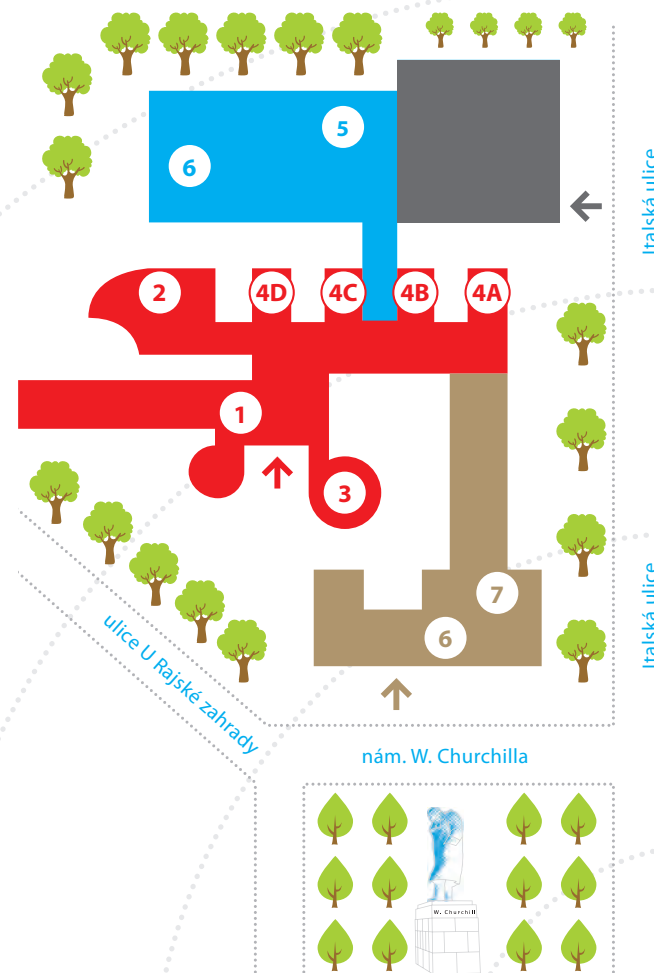 5
6
Italská ulice
2
4D
4C
4B
4A
1
3
7
6
Italská ulice
ulice U Rajské zahrady
nám. W. Churchilla
W. Churchill